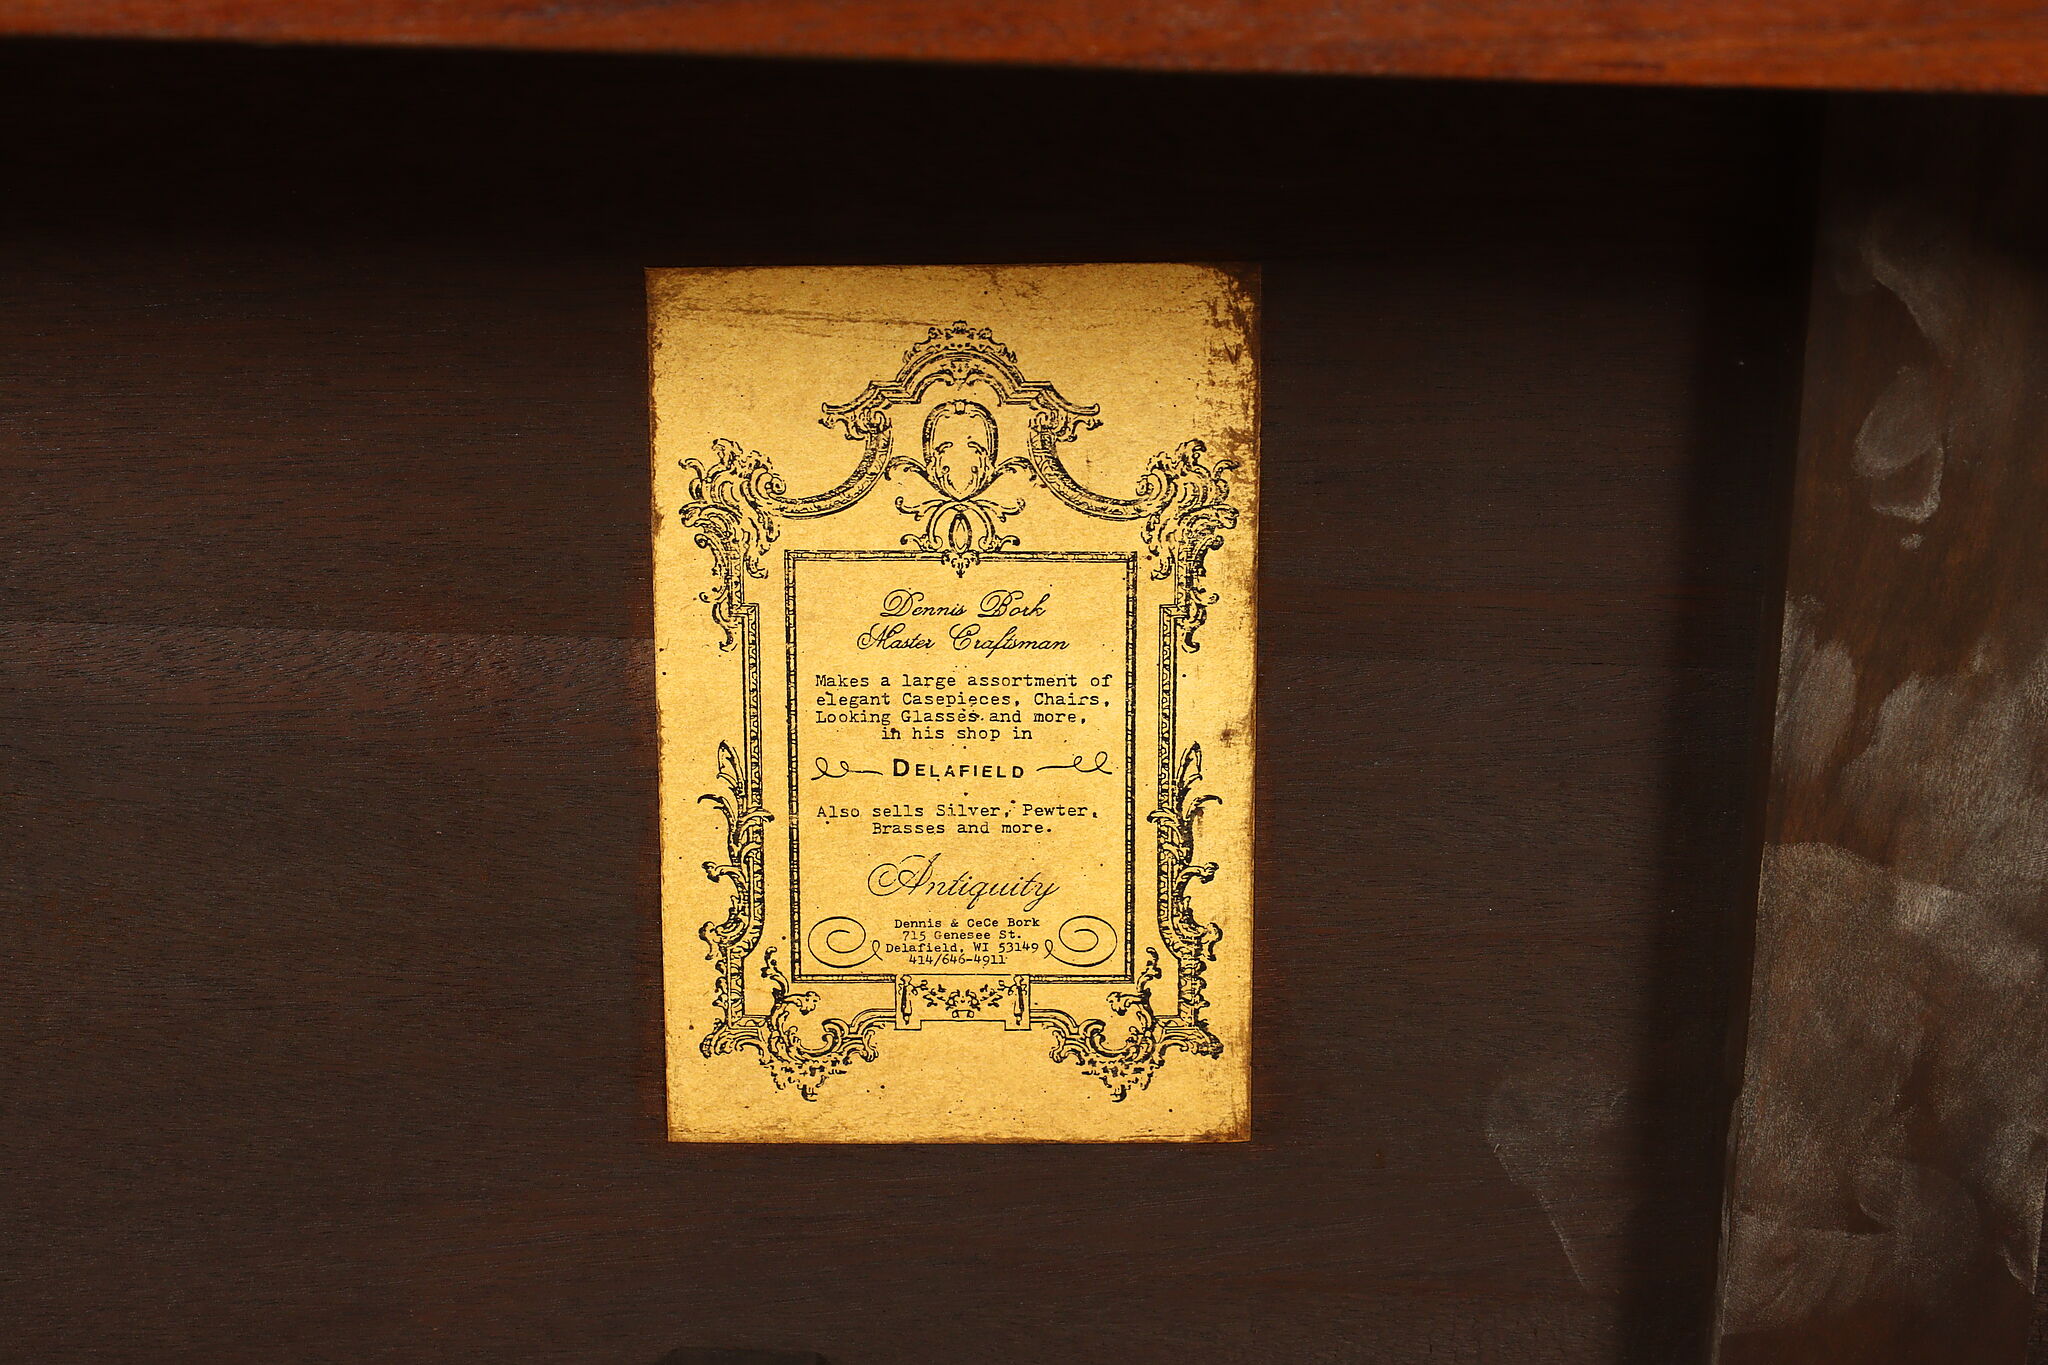 Dennis Bork
Master Craftsman
Makes a large assortment of
elegant Casepieces, Chairs,
Looking Glasses and more,
in his shop in
DELAFIELD
Also sells Silver, Pewter,
Brasses and more.
Antiquity
Dennis & CeCe Bork
715 Genesee St.
Delafield, WI 53149
414/646-4911